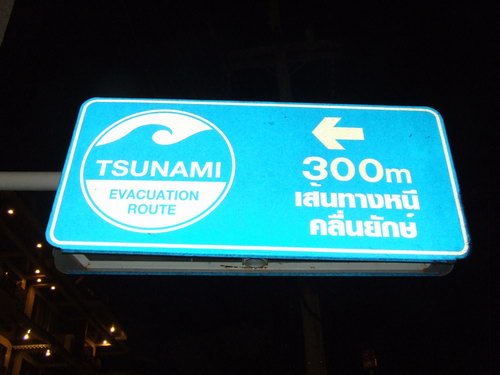 TSUNAMI
EVACUATION
ROUTE
300m
เส้นทางหนี
คลื่นยักษ์